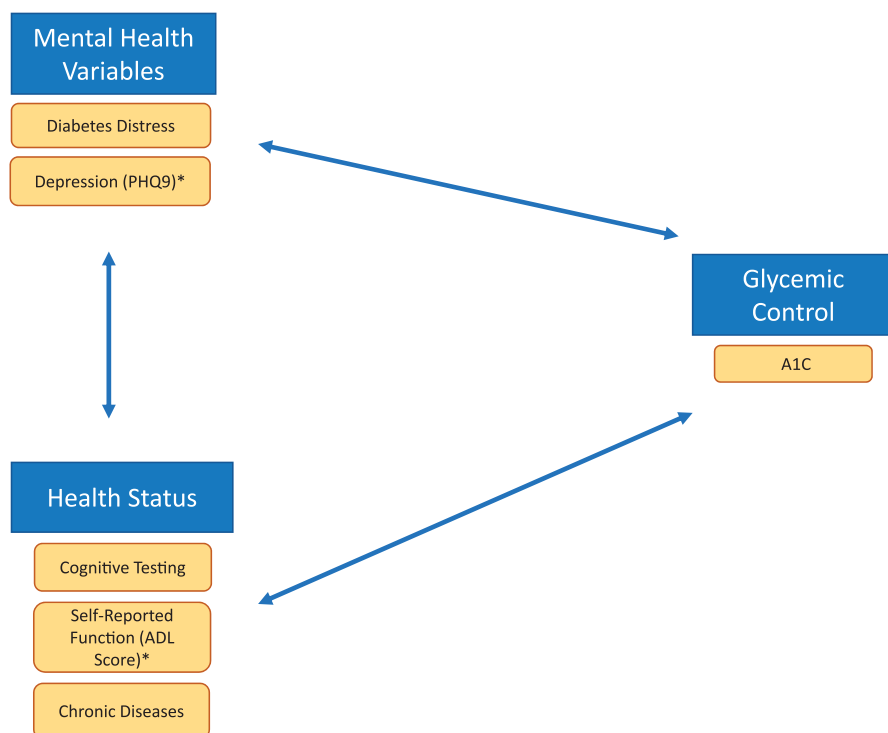 Mental Health
Variables
Diabetes Distress
Depression (PHQ9)*
Glycemic
Control
A1C
Health Status
Cognitive Testing
Self-Reported
Function (ADL
Score)*
Chronic Diseases